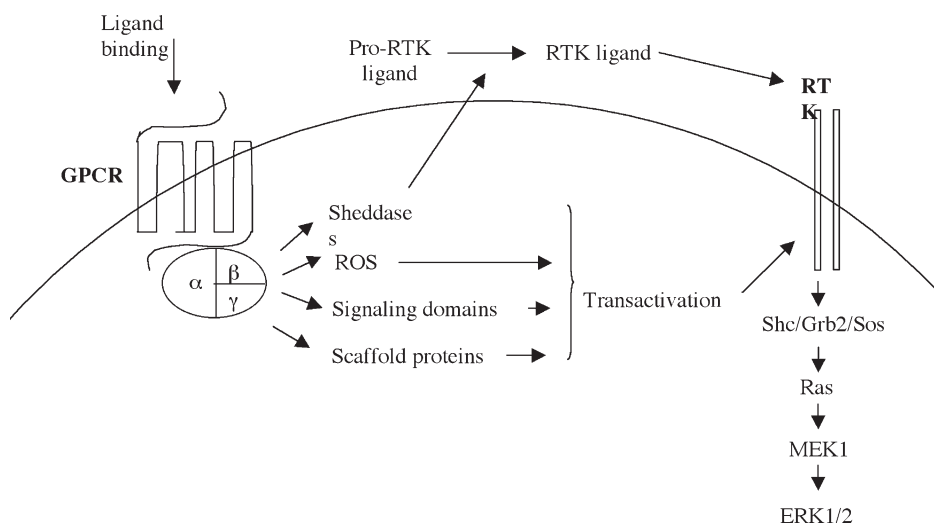 Ligand
binding
Pro-RTK
ligand
RTK ligand
RT
K
GPCR
α
β
γ
Sheddase
s
ROS
Signaling domains
Scaffold proteins
Transactivation
Shc/Grb2/Sos
Ras
MEK1
ERK1/2